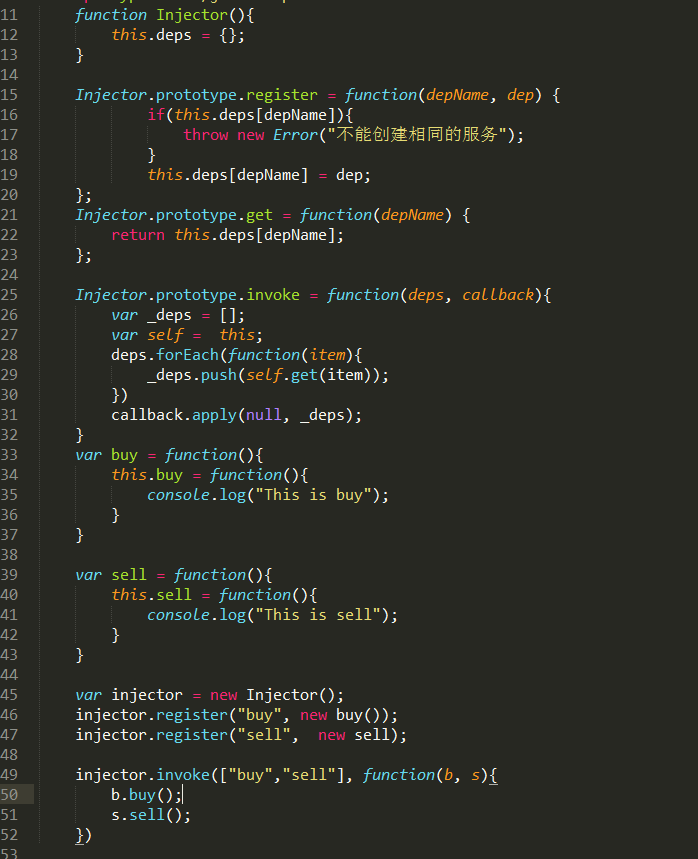 11 function Injector(){
12     this.deps = {};
13 }
14
15 Injector.prototype.register = function(depName, dep) {
16         if(this.deps[depName]){
17             throw new Error("不能创建相同的服务");
18         }
19         this.deps[depName] = dep;
20 };
21 Injector.prototype.get = function(depName) {
22     return this.deps[depName];
23 };
24
25 Injector.prototype.invoke = function(deps, callback){
26     var _deps = [];
27     var self =  this;
28     deps.forEach(function(item){
29         _deps.push(self.get(item));
30     })
31     callback.apply(null, _deps);
32 }
33 var buy = function(){
34     this.buy = function(){
35         console.log("This is buy");
36     }
37 }
38
39 var sell = function(){
40     this.sell = function(){
41         console.log("This is sell");
42     }
43 }
44
45 var injector = new Injector();
46 injector.register("buy", new buy());
47 injector.register("sell",  new sell);
48
49 injector.invoke(["buy","sell"], function(b, s){
50     b.buy();
51     s.sell();
52 })
53